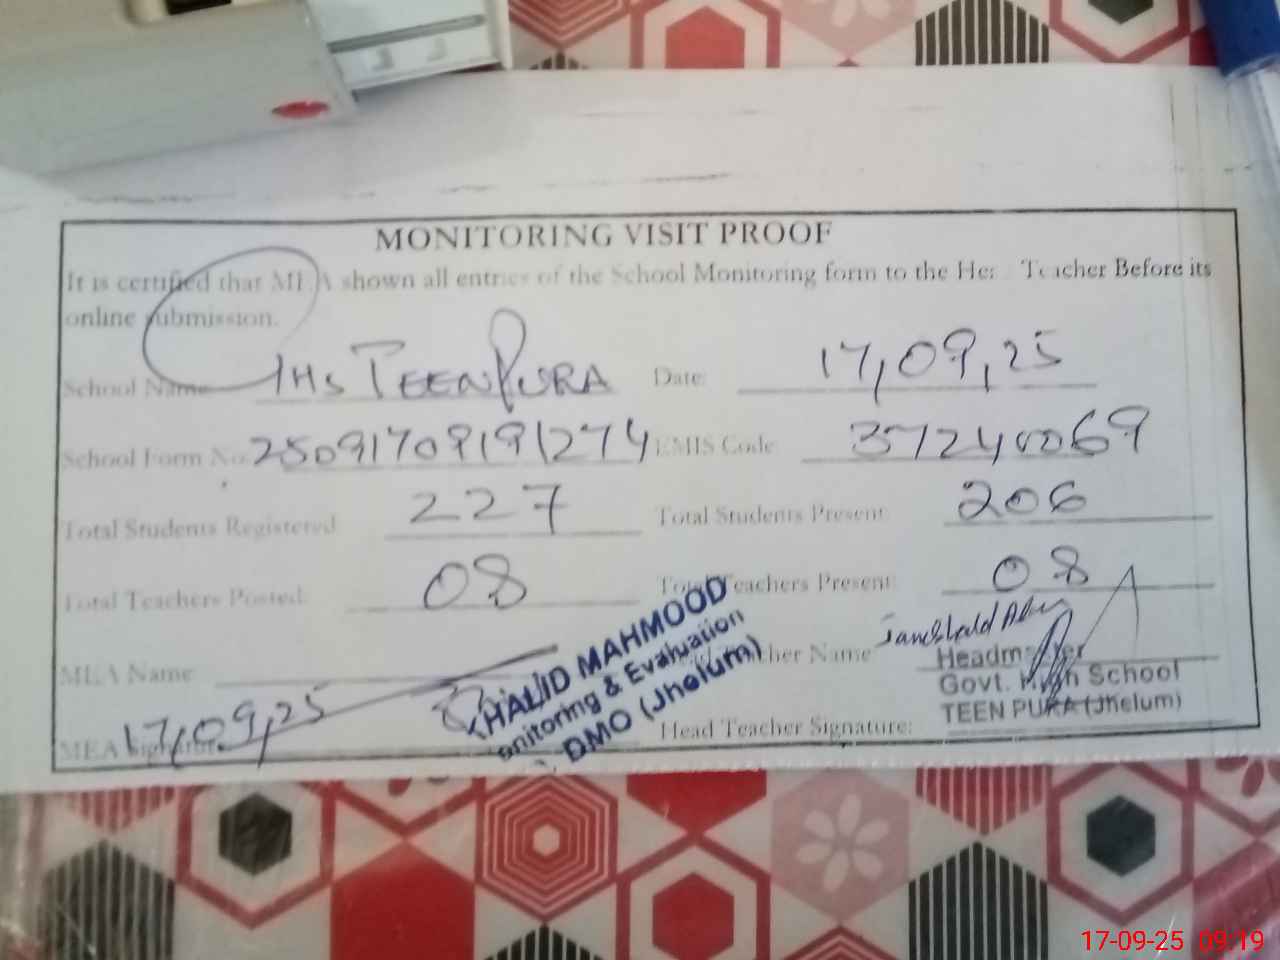 MONITORING VISIT PROOF
It is certified that MEA shown all entries of the School Monitoring form to the Head Teacher Before its
online submission.
School Name GHS TEENPURA Date: 17,09,25
School Form No. 25091709191274 EMIS Code 37240069
Total Students Registered 227 Total Students Present 206
Total Teachers Posted: 08 Total Teachers Present: 08
MEA Name Head Teacher Name
KHALID MAHMOOD
Monitoring & Evaluation
DMO (Jhelum)
Headmaster
Govt. High School
TEEN PURA (Jhelum)
MEA Signature 17,09,25 Head Teacher Signature:
17-09-25 09:19